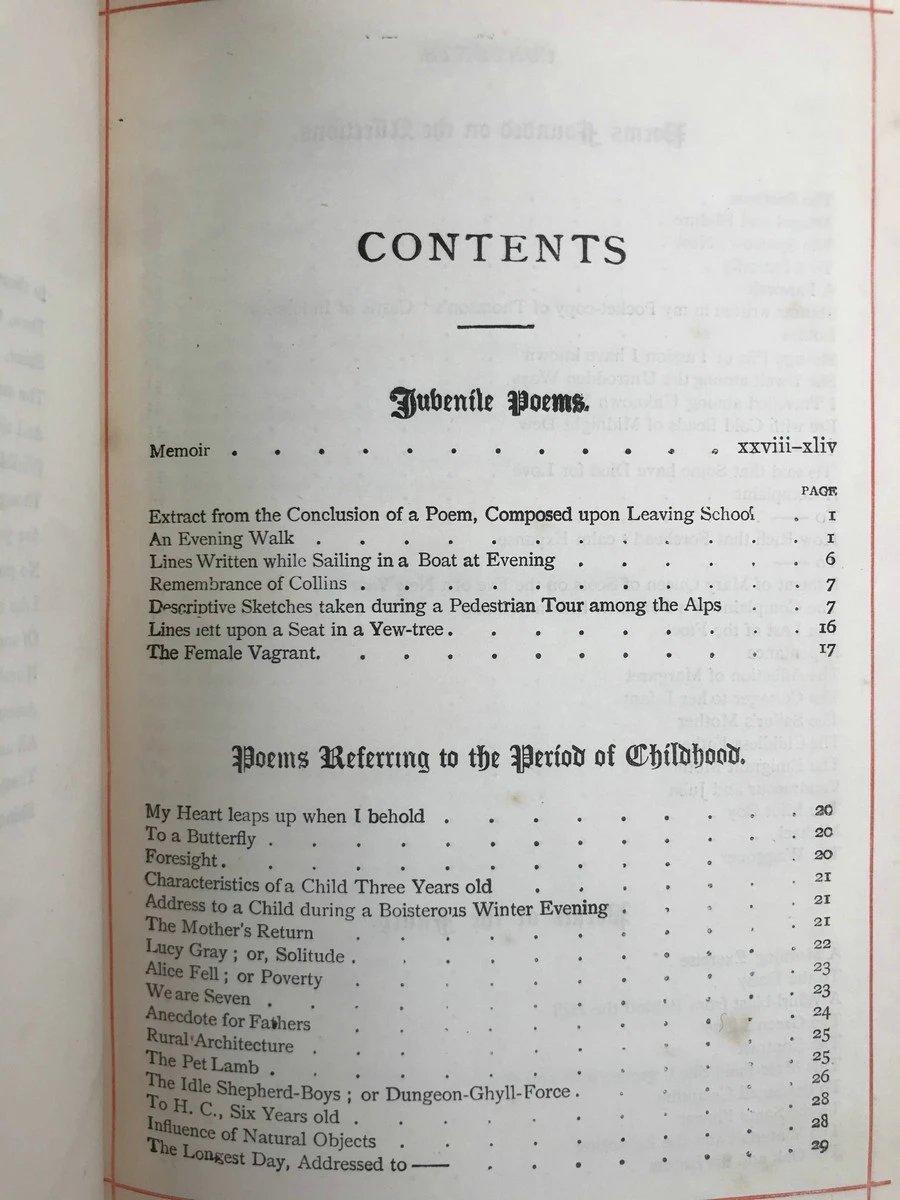 CONTENTS
Juvenile Poems.
Memoir . . . . . . . . . . . . xxviii–xliv
PAGE
Extract from the Conclusion of a Poem, Composed upon Leaving School . 1
An Evening Walk . . . . . . . . . . . 1
Lines Written while Sailing in a Boat at Evening . . . . . . 6
Remembrance of Collins . . . . . . . . . . . 7
Descriptive Sketches taken during a Pedestrian Tour among the Alps . . 7
Lines left upon a Seat in a Yew-tree . . . . . . . . . 16
The Female Vagrant. . . . . . . . . . . . 17
Poems Referring to the Period of Childhood.
My Heart leaps up when I behold . . . . . . . . . 20
To a Butterfly . . . . . . . . . . . . . 20
Foresight . . . . . . . . . . . . . . 20
Characteristics of a Child Three Years old . . . . . . . 21
Address to a Child during a Boisterous Winter Evening . . . . . 21
The Mother's Return . . . . . . . . . . . 21
Lucy Gray ; or, Solitude . . . . . . . . . . . 22
Alice Fell ; or Poverty . . . . . . . . . . . 23
We are Seven . . . . . . . . . . . . . 23
Anecdote for Fathers . . . . . . . . . . . 24
Rural Architecture . . . . . . . . . . . . 25
The Pet Lamb . . . . . . . . . . . . . 25
The Idle Shepherd-Boys ; or Dungeon-Ghyll-Force . . . . . . 26
To H. C., Six Years old . . . . . . . . . . . 28
Influence of Natural Objects . . . . . . . . . . 28
The Longest Day, Addressed to —— . . . . . . . . 29